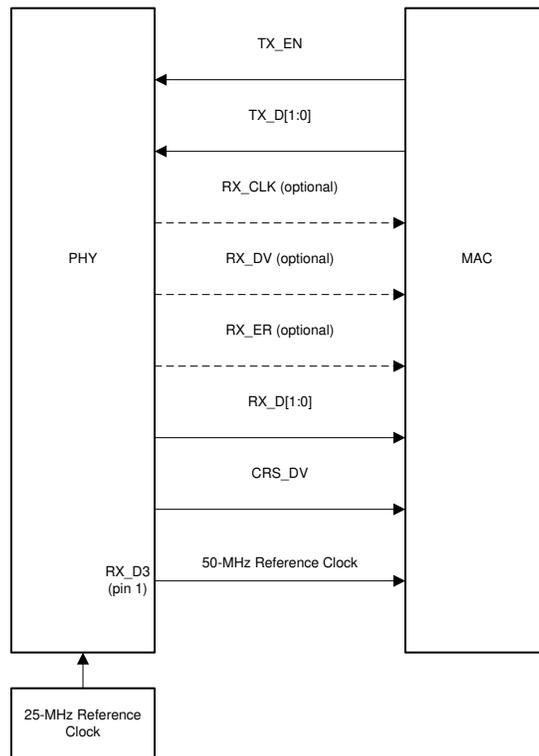 TX_EN
TX_D[1:0]
RX_CLK (optional)
PHY
RX_DV (optional)
MAC
RX_ER (optional)
RX_D[1:0]
CRS_DV
RX_D3
(pin 1)
50-MHz Reference Clock
25-MHz Reference
Clock